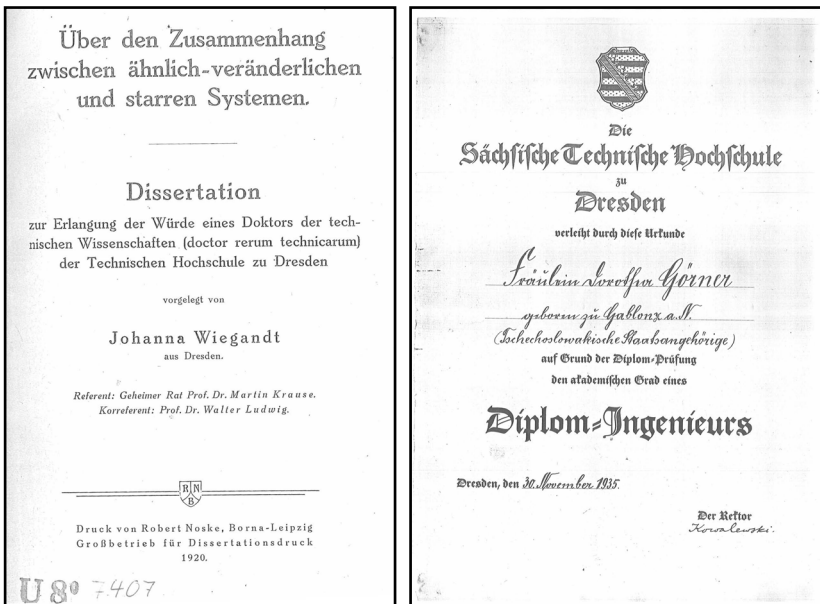 Über den Zusammenhang
zwischen ähnlich-veränderlichen
und starren Systemen.
Dissertation
zur Erlangung der Würde eines Doktors der tech-
nischen Wissenschaften (doctor rerum technicarum)
der Technischen Hochschule zu Dresden
vorgelegt von
Johanna Wiegandt
aus Dresden.
Referent: Geheimer Rat Prof. Dr. Martin Krause.
Korreferent: Prof. Dr. Walter Ludwig.
R N
B
Druck von Robert Noske, Borna-Leipzig
Großbetrieb für Dissertationsdruck
1920.
U 8º 7407
Die
Sächsische Technische Hochschule
zu
Dresden
verleiht durch diese Urkunde
Fräulein Dorothea Görner
geboren zu Gablonz a. N.
(Tschechoslowakische Staatsangehörige)
auf Grund der Diplom-Prüfung
den akademischen Grad eines
Diplom-Ingenieurs
Dresden, den 30. November 1935.
Der Rektor
Kowalewski.